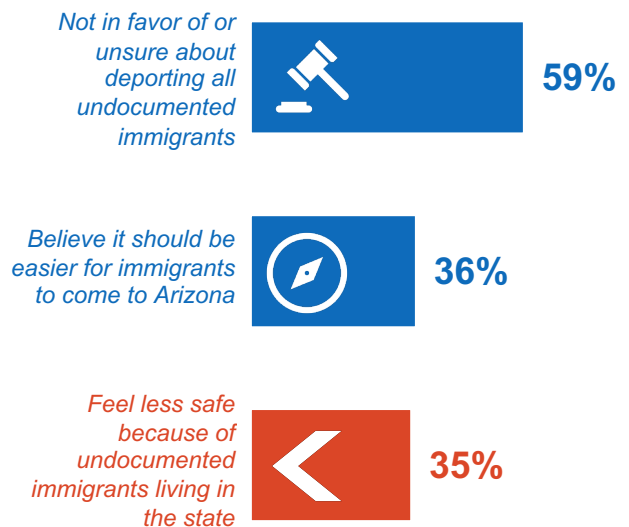 Not in favor of or
unsure about
deporting all
undocumented
immigrants
59%
Believe it should be
easier for immigrants
to come to Arizona
36%
Feel less safe
because of
undocumented
immigrants living in
the state
35%